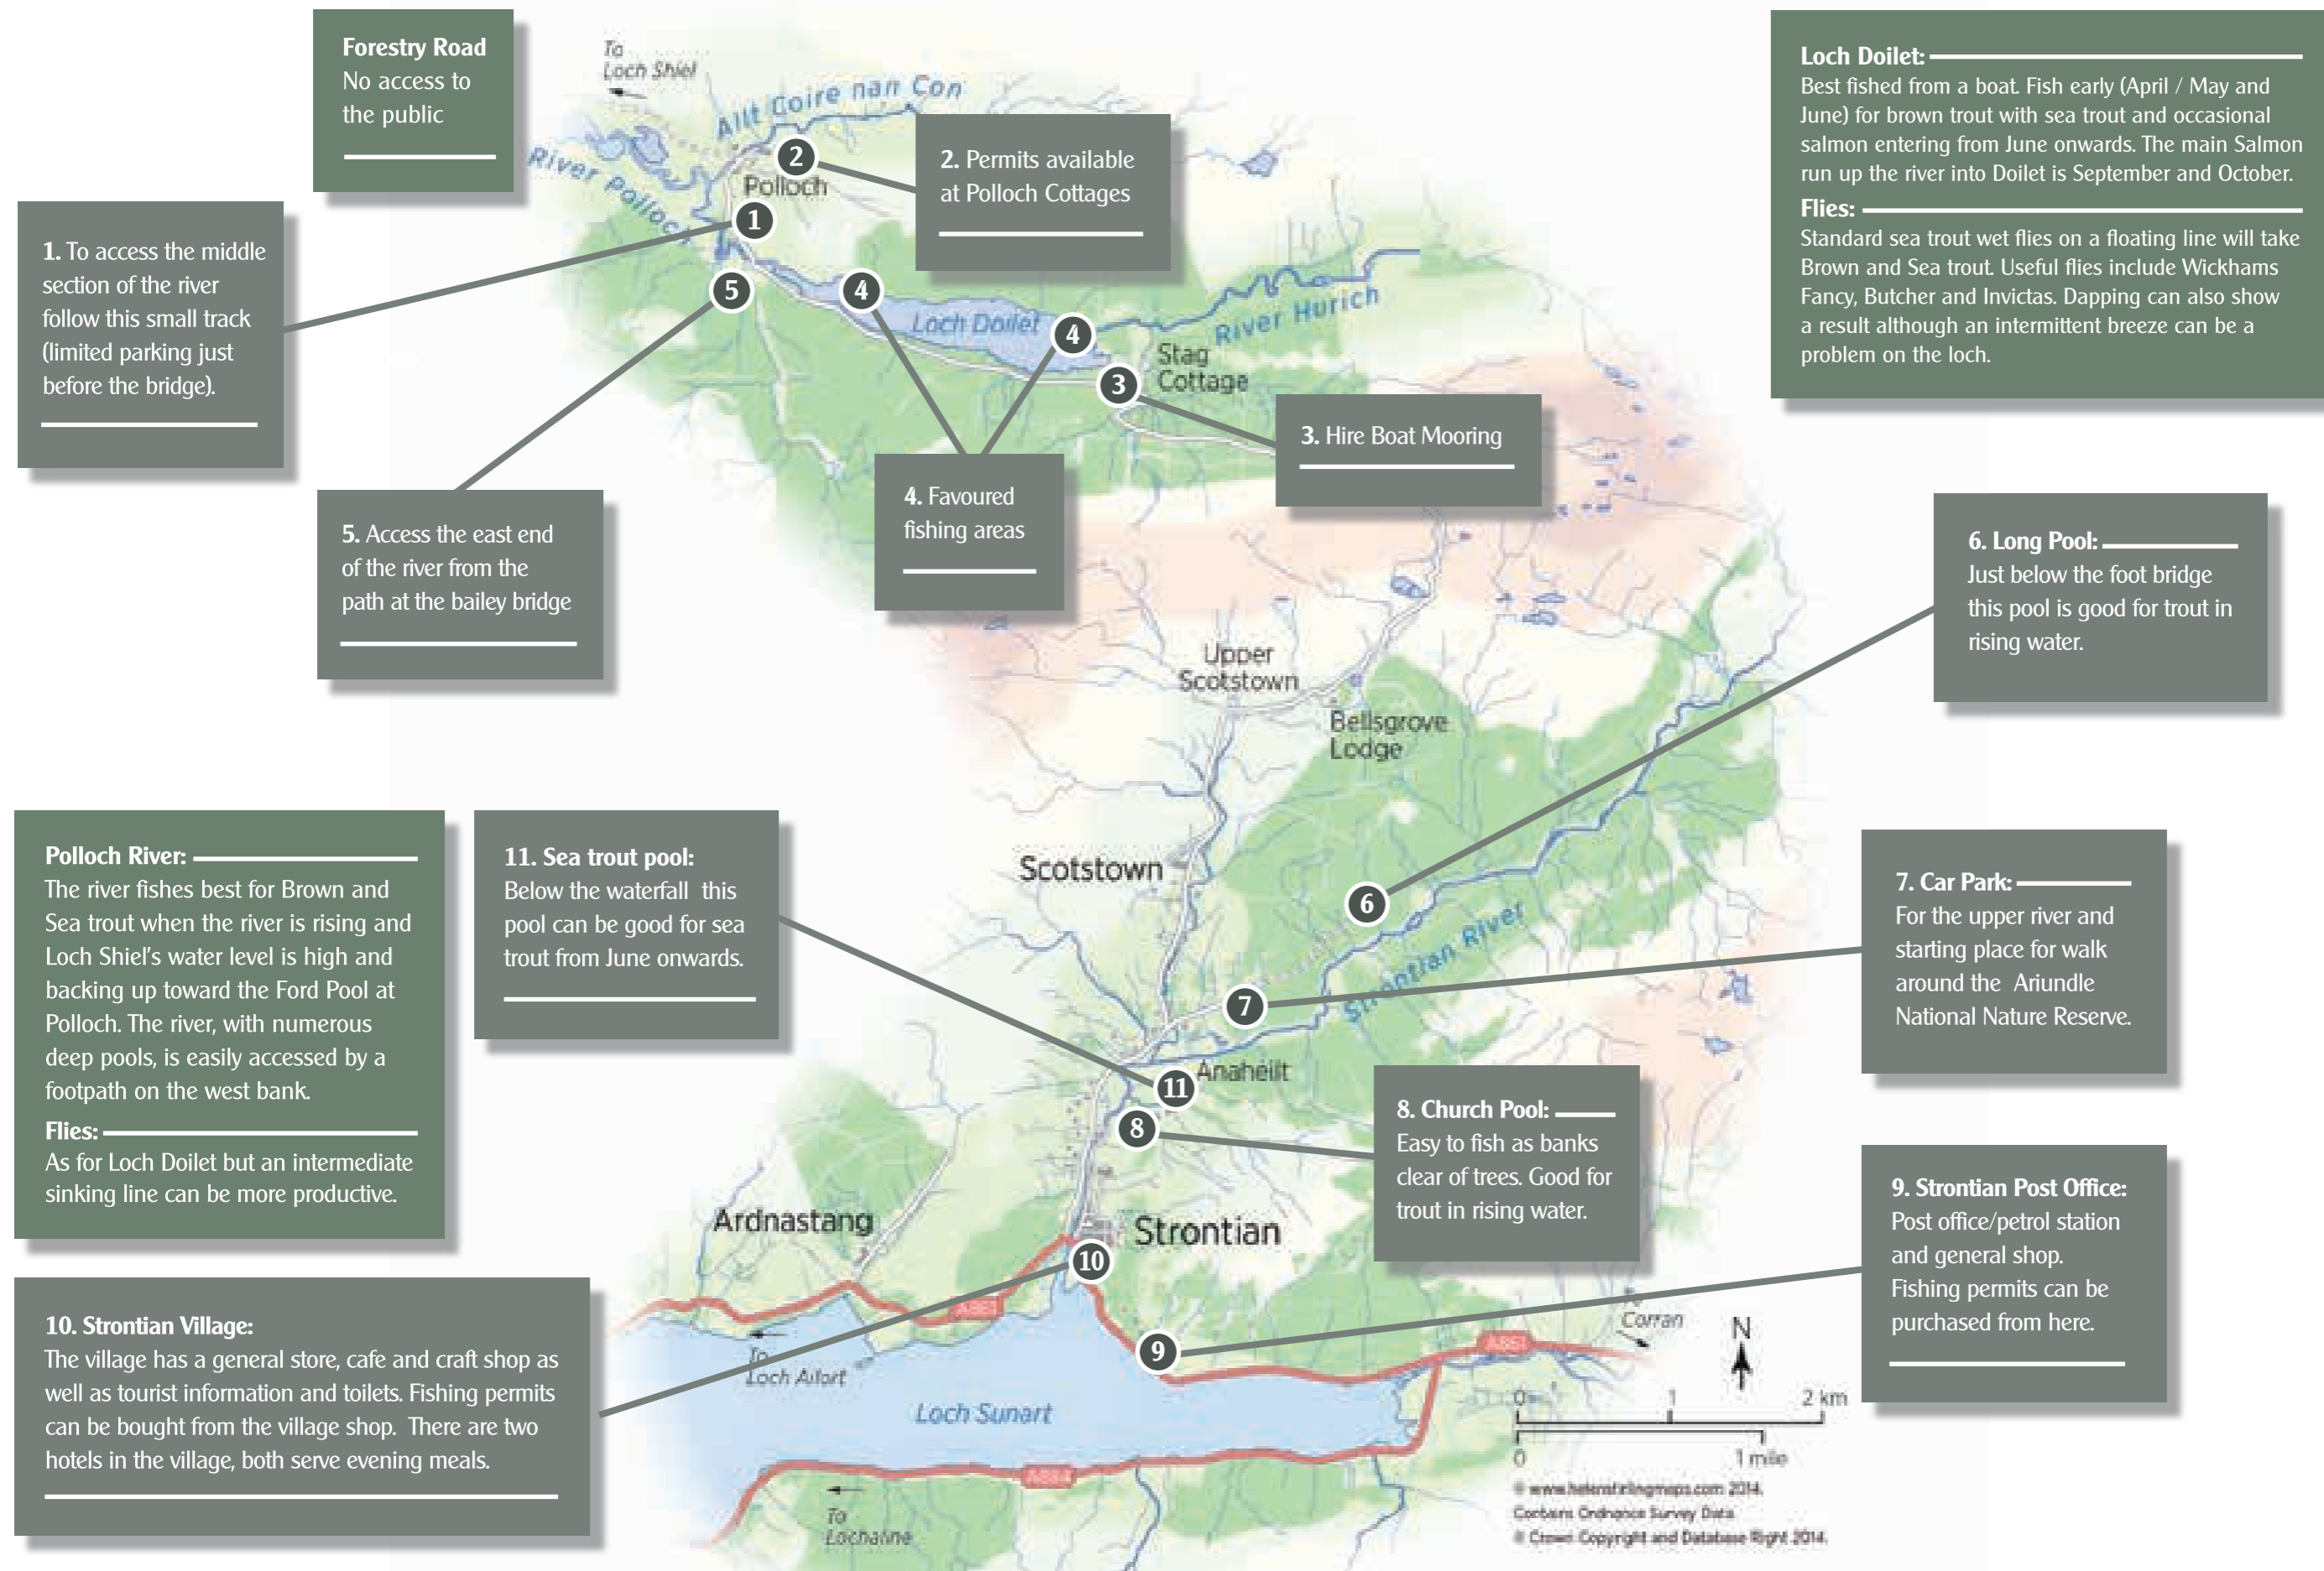 Forestry Road
No access to
the public
1. To access the middle
section of the river
follow this small track
(limited parking just
before the bridge).
2. Permits available
at Polloch Cottages
Loch Doilet:
Best fished from a boat. Fish early (April / May and
June) for brown trout with sea trout and occasional
salmon entering from June onwards. The main Salmon
run up the river into Doilet is September and October.
Flies:
Standard sea trout wet flies on a floating line will take
Brown and Sea trout. Useful flies include Wickhams
Fancy, Butcher and Invictas. Dapping can also show
a result although an intermittent breeze can be a
problem on the loch.
To
Loch Shiel
Allt Coire nan Con
River Polloch
2
Polloch
1
5
4
Loch Doilet
4
River Hurich
Stag
Cottage
3
3. Hire Boat Mooring
4. Favoured
fishing areas
5. Access the east end
of the river from the
path at the bailey bridge
6. Long Pool:
Just below the foot bridge
this pool is good for trout in
rising water.
Upper
Scotstown
Bellsgrove
Lodge
Polloch River:
The river fishes best for Brown and
Sea trout when the river is rising and
Loch Shiel's water level is high and
backing up toward the Ford Pool at
Polloch. The river, with numerous
deep pools, is easily accessed by a
footpath on the west bank.
Flies:
As for Loch Doilet but an intermediate
sinking line can be more productive.
11. Sea trout pool:
Below the waterfall this
pool can be good for sea
trout from June onwards.
Scotstown
6
Strontian River
7
7. Car Park:
For the upper river and
starting place for walk
around the Ariundle
National Nature Reserve.
Anaheilt
11
8
8. Church Pool:
Easy to fish as banks
clear of trees. Good for
trout in rising water.
9. Strontian Post Office:
Post office/petrol station
and general shop.
Fishing permits can be
purchased from here.
Ardnastang
Strontian
10
10. Strontian Village:
The village has a general store, cafe and craft shop as
well as tourist information and toilets. Fishing permits
can be bought from the village shop. There are two
hotels in the village, both serve evening meals.
A861
To
Loch Ailort
9
To
Corran
A861
N
Loch Sunart
0 1 2 km
0 1 mile
A884
To
Lochaline
© www.helenstirlingmaps.com 2014.
Contains Ordnance Survey Data
© Crown Copyright and Database Right 2014.